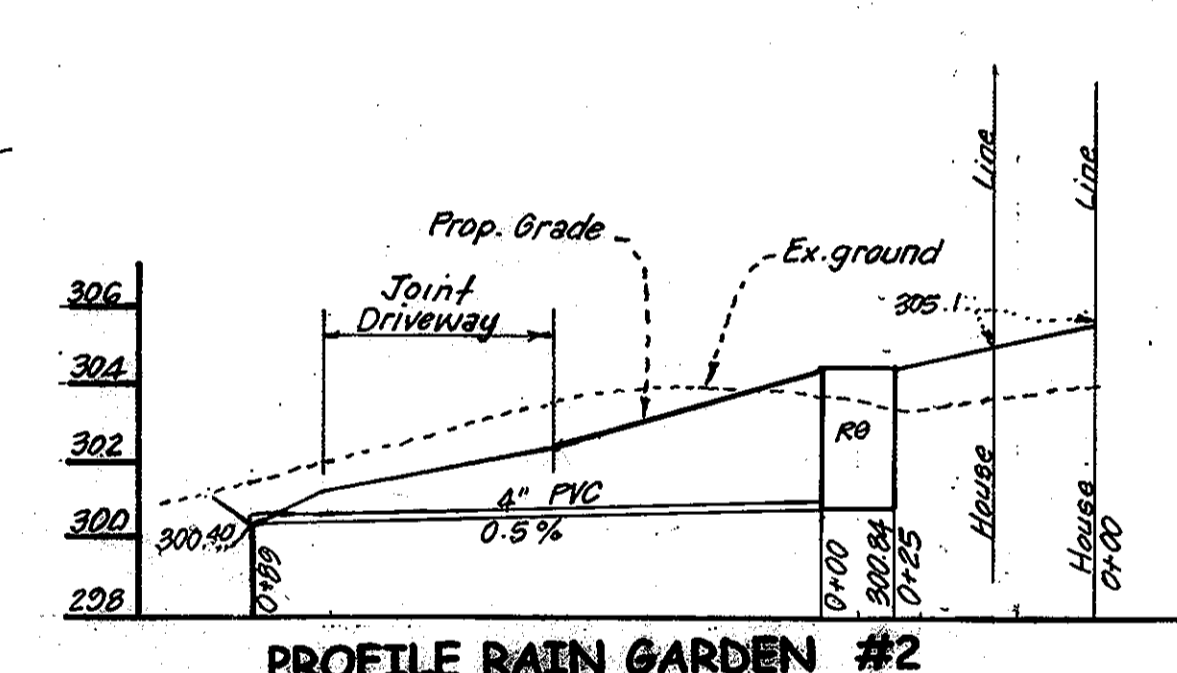 Line
Line
Prop. Grade
Ex. ground
Joint
Driveway
306
304
302
300
298
305.1
RG
4" PVC
0.5%
300.40
0+89
0+00
300.84
0+25
House
House
0+00
PROFILE RAIN GARDEN #2